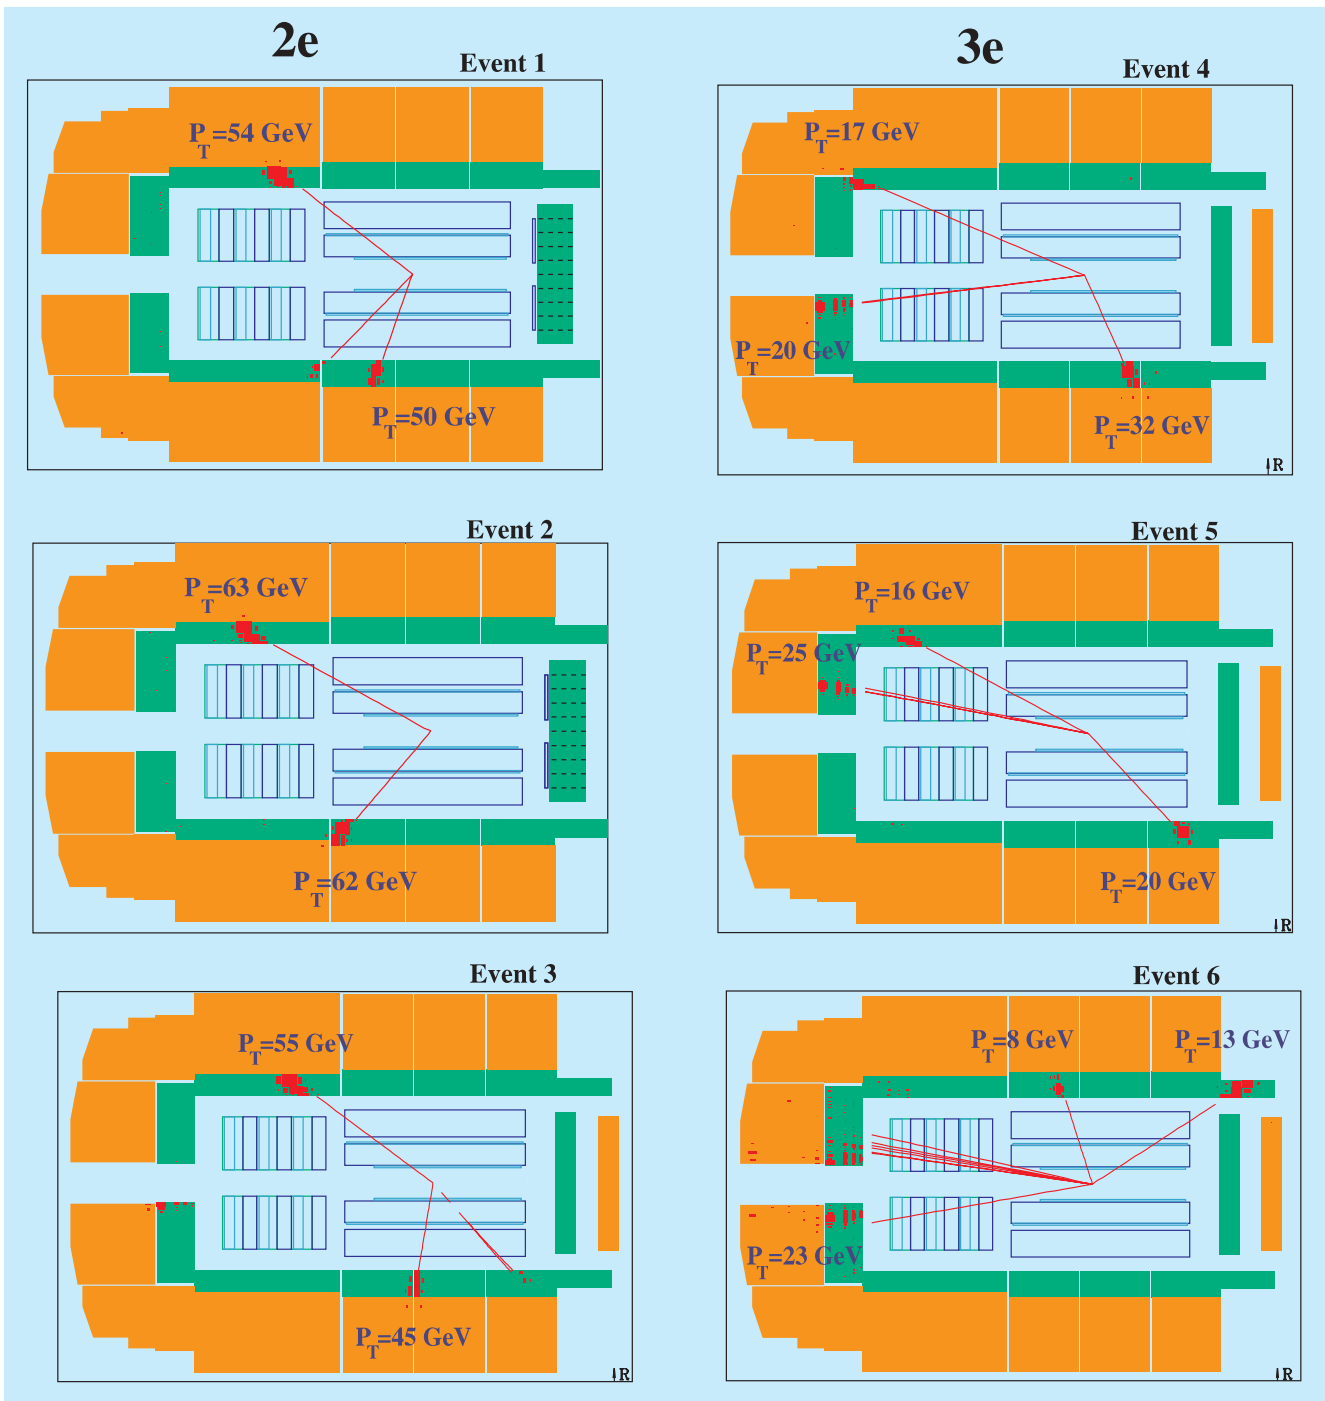 2e
3e
Event 1
Event 4
P_T=54 GeV
P_T=17 GeV
P_T=20 GeV
P_T=50 GeV
P_T=32 GeV
R
Event 2
Event 5
P_T=63 GeV
P_T=16 GeV
P_T=25 GeV
P_T=62 GeV
P_T=20 GeV
R
Event 3
Event 6
P_T=55 GeV
P_T=8 GeV
P_T=13 GeV
P_T=23 GeV
P_T=45 GeV
R
R